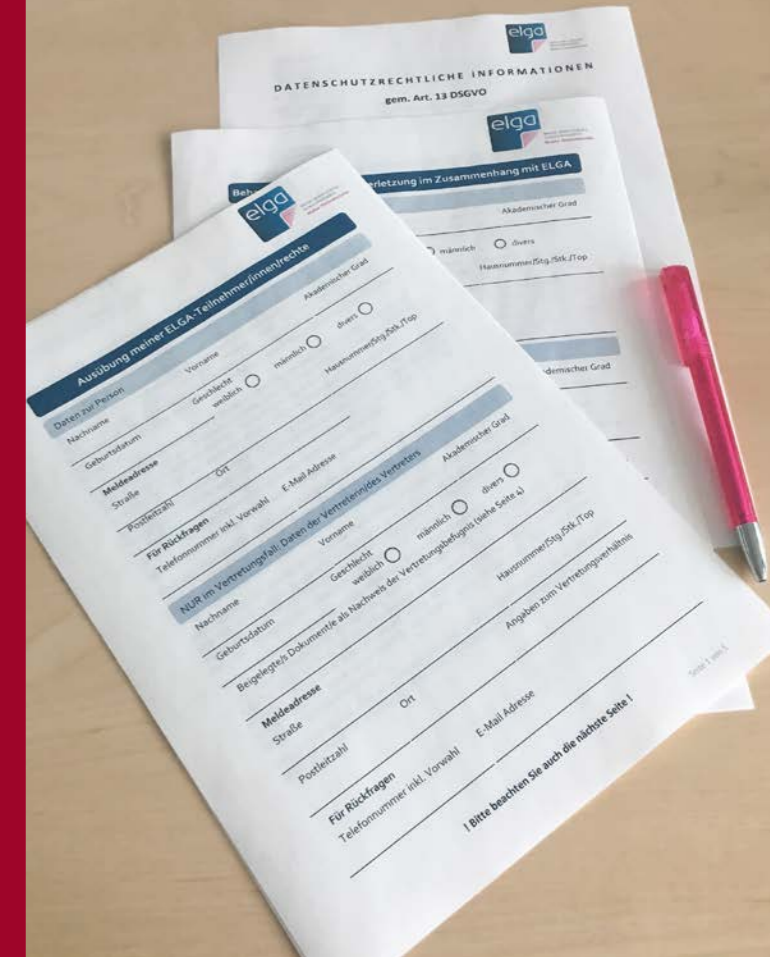 elga
DATENSCHUTZRECHTLICHE INFORMATIONEN
gem. Art. 13 DSGVO
elga
erletzung im Zusammenhang mit ELGA
Akademischer Grad
männlich divers
Hausnummer/Stg./Stk./Top
demischer Grad
elga
Ausübung meiner ELGA-Teilnehmer/innen/rechte
Daten zur Person
Nachname Vorname Akademischer Grad
Geburtsdatum Geschlecht weiblich männlich divers
Meldeadresse
Straße Hausnummer/Stg./Stk./Top
Postleitzahl Ort
Für Rückfragen
Telefonnummer inkl. Vorwahl E-Mail Adresse
NUR im Vertretungsfall: Daten der Vertreterin/des Vertreters
Nachname Vorname Akademischer Grad
Geburtsdatum Geschlecht weiblich männlich divers
Beigelegte/s Dokument/e als Nachweis der Vertretungsbefugnis (siehe Seite 4)
Meldeadresse
Straße Hausnummer/Stg./Stk./Top
Postleitzahl Ort Angaben zum Vertretungsverhältnis
Für Rückfragen
Telefonnummer inkl. Vorwahl E-Mail Adresse
! Bitte beachten Sie auch die nächste Seite !
Seite 1 von 5